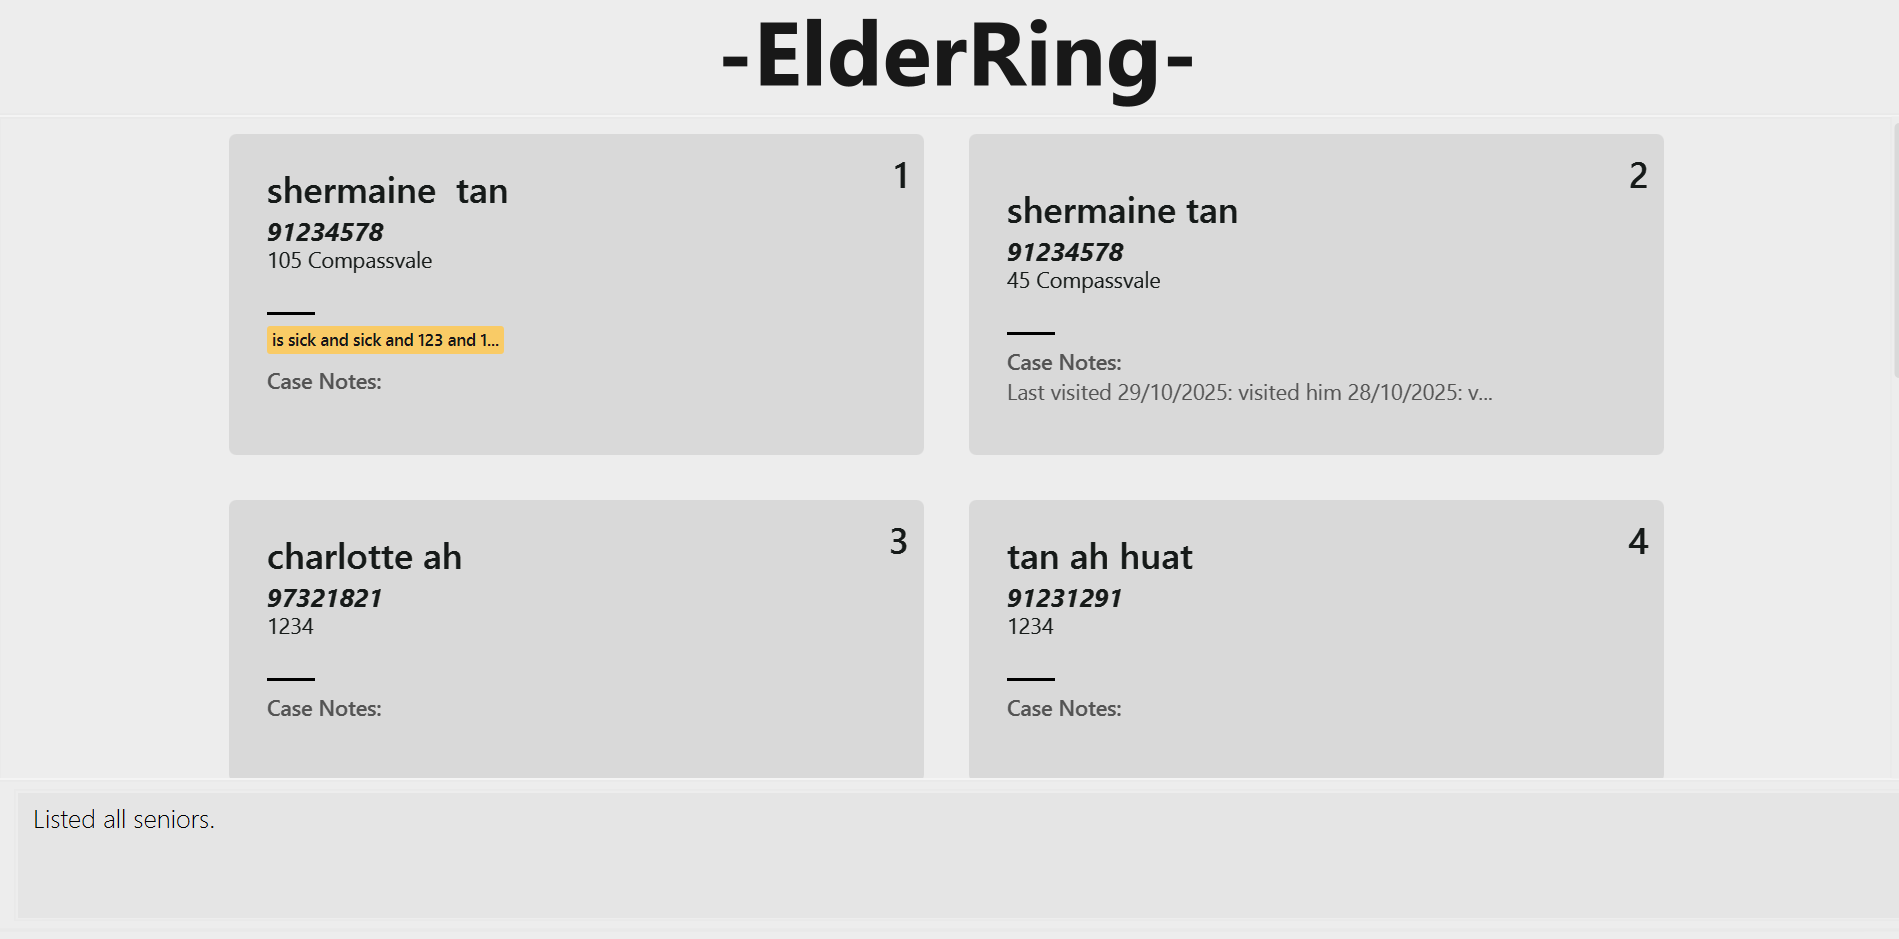 -ElderRing-
1
shermaine  tan
91234578
105 Compassvale
is sick and sick and 123 and 1...
Case Notes:
2
shermaine tan
91234578
45 Compassvale
Case Notes:
Last visited 29/10/2025: visited him 28/10/2025: v...
3
charlotte ah
97321821
1234
Case Notes:
4
tan ah huat
91231291
1234
Case Notes:
Listed all seniors.